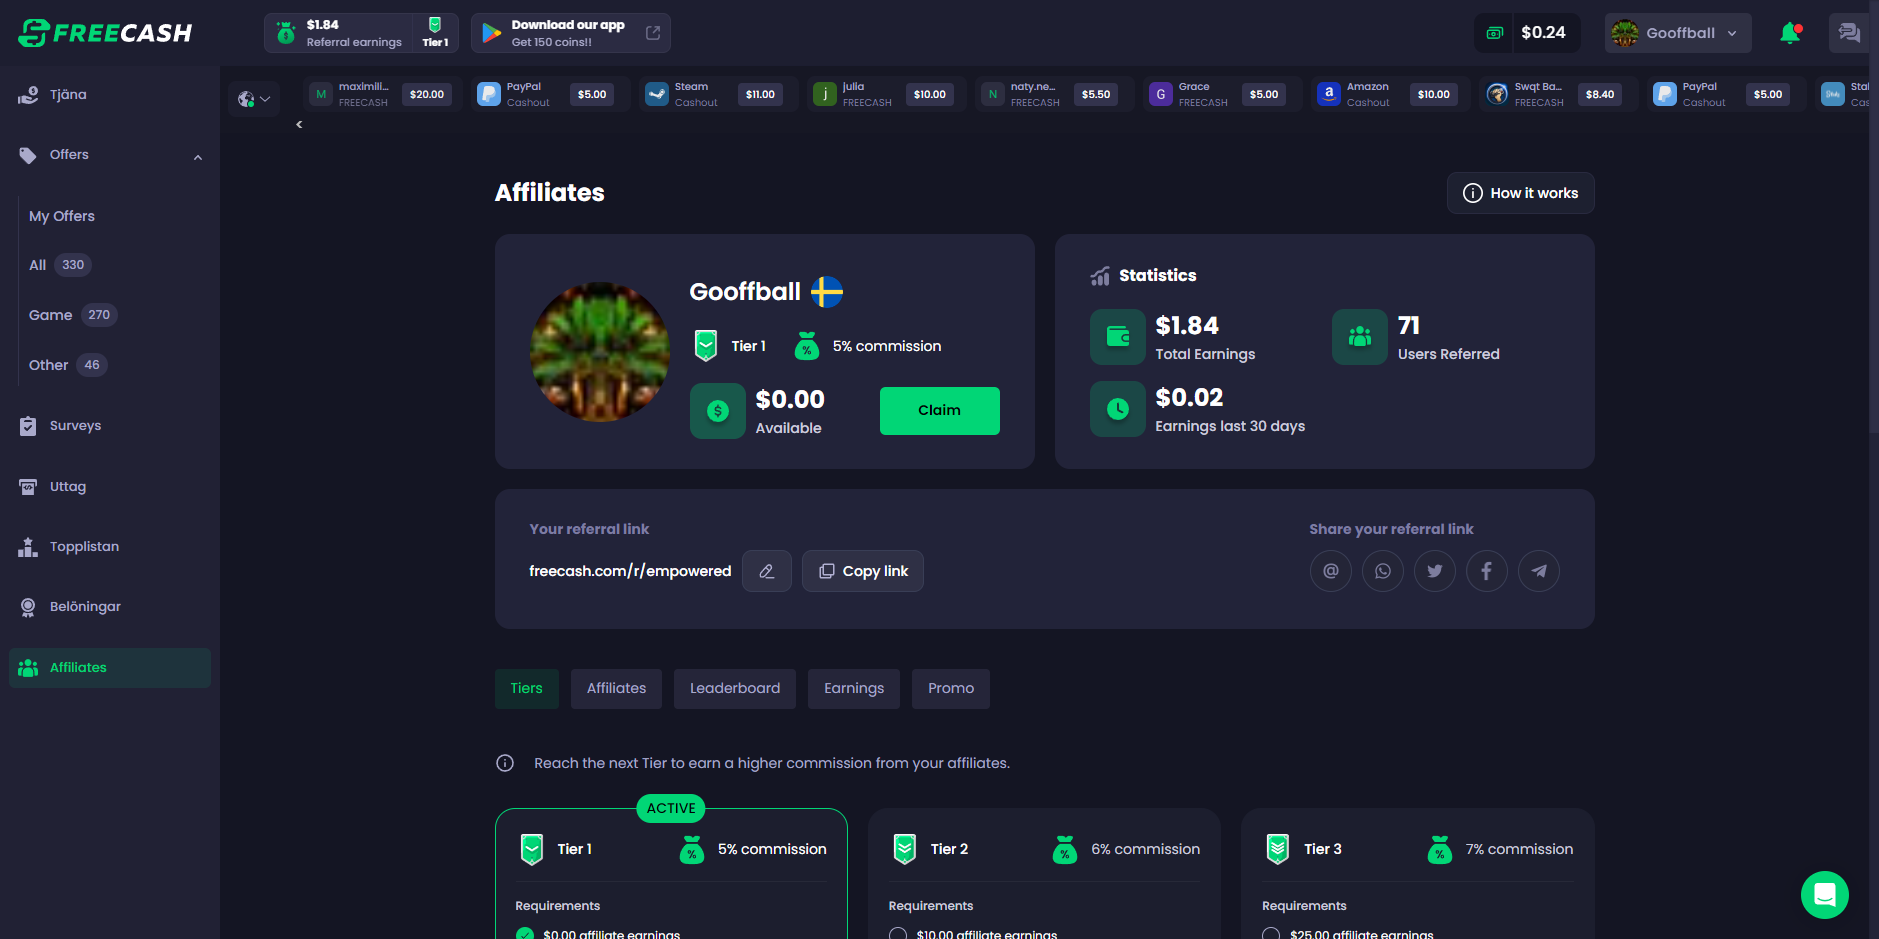 FREECASH
$1.84
Referral earnings
Tier 1
Download our app
Get 150 coins!!
$0.24
Gooffball
Tjäna
Offers
My Offers
All 330
Game 270
Other 46
Surveys
Uttag
Topplistan
Belöningar
Affiliates
M
maximili...
FREECASH
$20.00
PayPal
Cashout
$5.00
Steam
Cashout
$11.00
j
julia
FREECASH
$10.00
N
naty.ne...
FREECASH
$5.50
G
Grace
FREECASH
$5.00
a
Amazon
Cashout
$10.00
Swqt Ba...
FREECASH
$8.40
PayPal
Cashout
$5.00
Affiliates
How it works
Gooffball
Tier 1
5% commission
$0.00
Available
Claim
Statistics
$1.84
Total Earnings
71
Users Referred
$0.02
Earnings last 30 days
Your referral link
freecash.com/r/empowered
Copy link
Share your referral link
Tiers
Affiliates
Leaderboard
Earnings
Promo
Reach the next Tier to earn a higher commission from your affiliates.
ACTIVE
Tier 1
5% commission
Requirements
$0.00 affiliate earnings
Tier 2
6% commission
Requirements
$10.00 affiliate earnings
Tier 3
7% commission
Requirements
$25.00 affiliate earnings